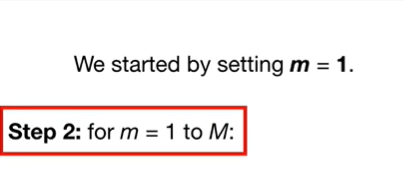 We started by setting m = 1.
Step 2: for m = 1 to M: